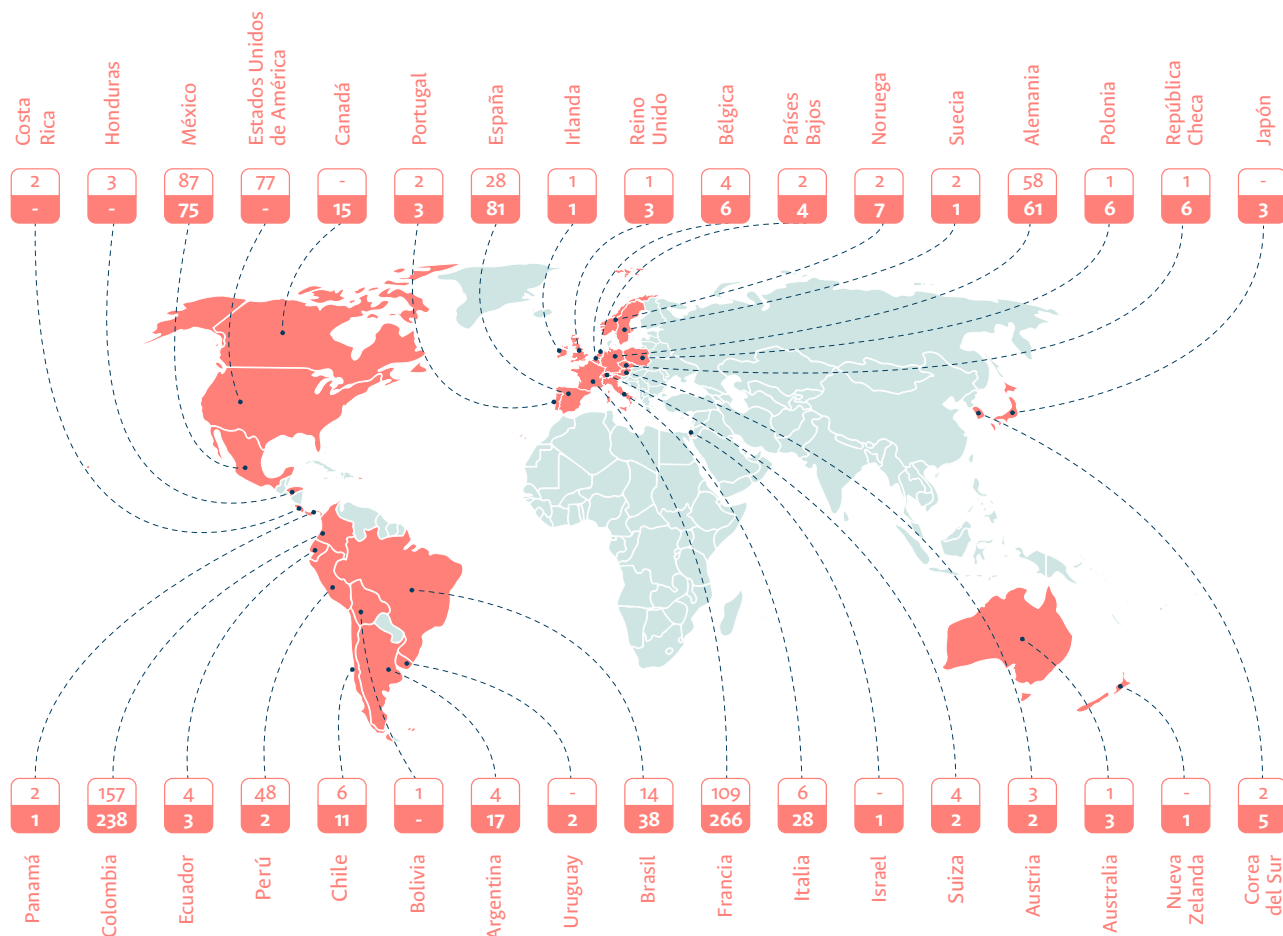 Costa
Rica
Honduras
México
Estados Unidos
de América
Canadá
Portugal
España
Irlanda
Reino
Unido
Bélgica
Países
Bajos
Noruega
Suecia
Alemania
Polonia
República
Checa
Japón
2
-
3
-
87
75
77
-
-
15
2
3
28
81
1
1
1
3
4
6
2
4
2
7
2
1
58
61
1
6
1
6
-
3
2
1
157
238
4
3
48
2
6
11
1
-
4
17
-
2
14
38
109
266
6
28
-
1
4
2
3
2
1
3
-
1
2
5
Panamá
Colombia
Ecuador
Perú
Chile
Bolivia
Argentina
Uruguay
Brasil
Francia
Italia
Israel
Suiza
Austria
Australia
Nueva
Zelanda
Corea
del Sur